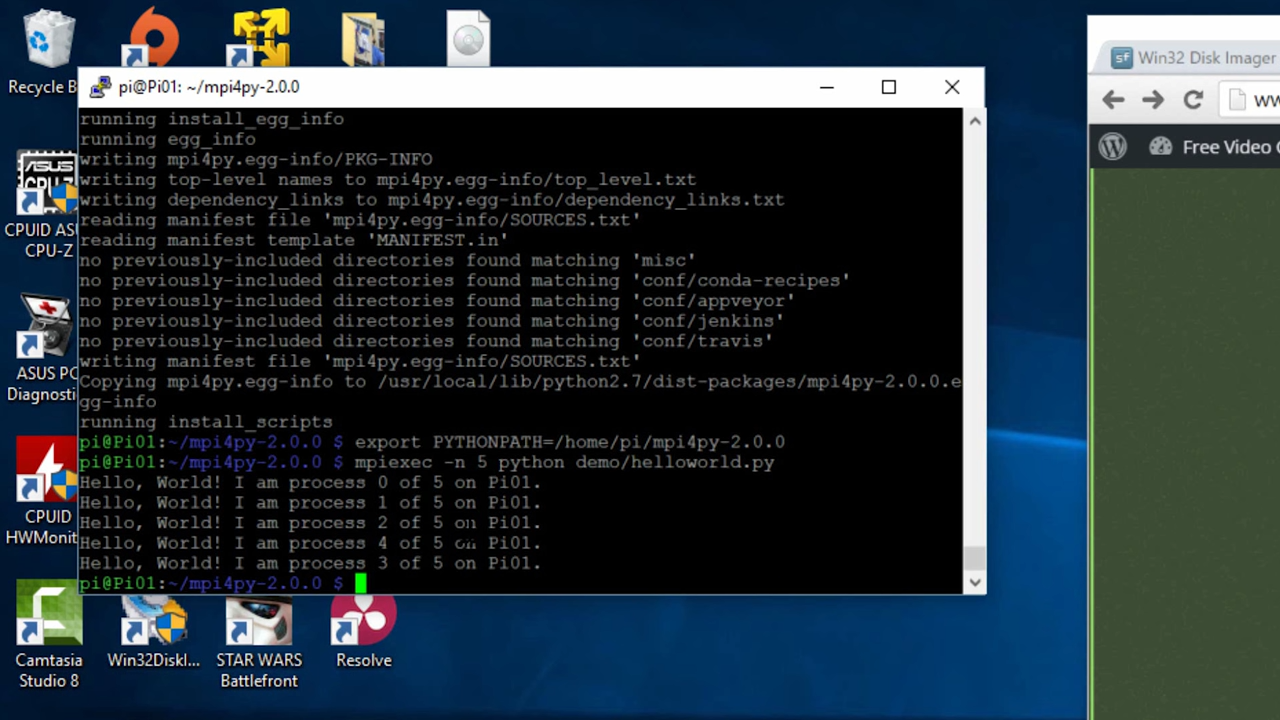 Recycle B
pi@Pi01: ~/mpi4py-2.0.0
running install_egg_info
running egg_info
writing mpi4py.egg-info/PKG-INFO
writing top-level names to mpi4py.egg-info/top_level.txt
writing dependency_links to mpi4py.egg-info/dependency_links.txt
reading manifest file 'mpi4py.egg-info/SOURCES.txt'
reading manifest template 'MANIFEST.in'
no previously-included directories found matching 'misc'
no previously-included directories found matching 'conf/conda-recipes'
no previously-included directories found matching 'conf/appveyor'
no previously-included directories found matching 'conf/jenkins'
no previously-included directories found matching 'conf/travis'
writing manifest file 'mpi4py.egg-info/SOURCES.txt'
Copying mpi4py.egg-info to /usr/local/lib/python2.7/dist-packages/mpi4py-2.0.0.e
gg-info
running install_scripts
pi@Pi01:~/mpi4py-2.0.0 $ export PYTHONPATH=/home/pi/mpi4py-2.0.0
pi@Pi01:~/mpi4py-2.0.0 $ mpiexec -n 5 python demo/helloworld.py
Hello, World! I am process 0 of 5 on Pi01.
Hello, World! I am process 1 of 5 on Pi01.
Hello, World! I am process 2 of 5 on Pi01.
Hello, World! I am process 4 of 5 on Pi01.
Hello, World! I am process 3 of 5 on Pi01.
pi@Pi01:~/mpi4py-2.0.0 $
ASUS
CPU-Z
CPUID ASU
CPU-Z
ASUS PC
Diagnosti
CPUID
HWMonit
Camtasia
Studio 8
Win32DiskI...
STAR WARS
Battlefront
Resolve
sf Win32 Disk Imager
ww
Free Video